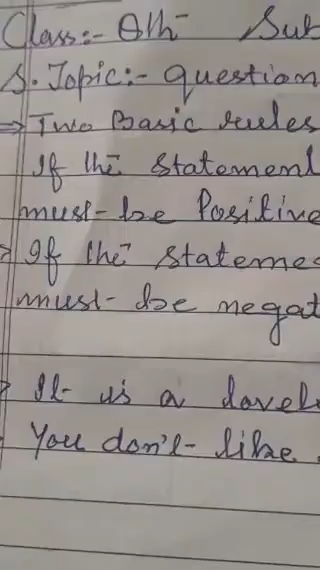 Class:- 8th Sub
S. Topic:- question
⇒ Two Basic rules
If the statement
must be Positive
⇒ If the stateme
must be negat
It is a lovel
You don't like